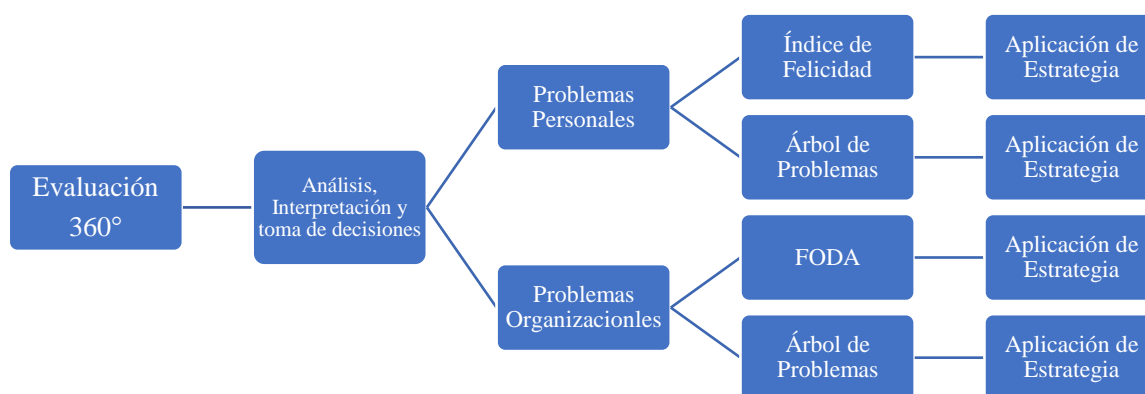 Evaluación
360°
Análisis,
Interpretación y
toma de decisiones
Problemas
Personales
Índice de
Felicidad
Aplicación de
Estrategia
Árbol de
Problemas
Aplicación de
Estrategia
Problemas
Organizacionles
FODA
Aplicación de
Estrategia
Árbol de
Problemas
Aplicación de
Estrategia